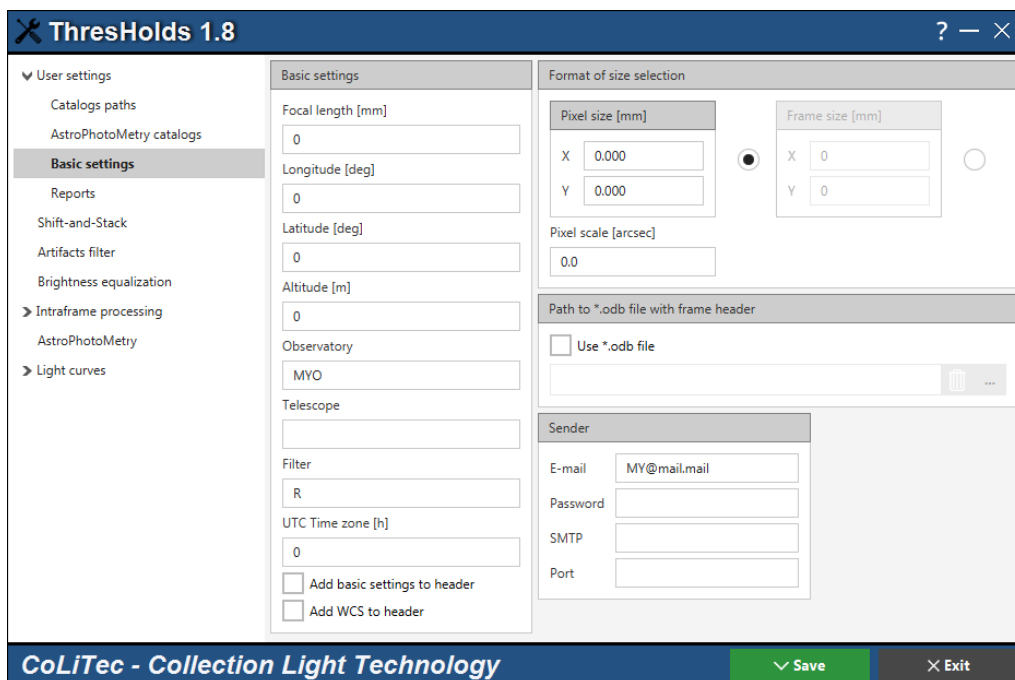 ThresHolds 1.8
?
User settings
Catalogs paths
AstroPhotoMetry catalogs
Basic settings
Reports
Shift-and-Stack
Artifacts filter
Brightness equalization
Intraframe processing
AstroPhotoMetry
Light curves
Basic settings
Focal length [mm]
0
Longitude [deg]
0
Latitude [deg]
0
Altitude [m]
0
Observatory
MYO
Telescope
Filter
R
UTC Time zone [h]
0
Add basic settings to header
Add WCS to header
Format of size selection
Pixel size [mm]
X 0.000
Y 0.000
Frame size [mm]
X 0
Y 0
Pixel scale [arcsec]
0.0
Path to *.odb file with frame header
Use *.odb file
...
Sender
E-mail MY@mail.mail
Password
SMTP
Port
CoLiTec - Collection Light Technology
Save
Exit